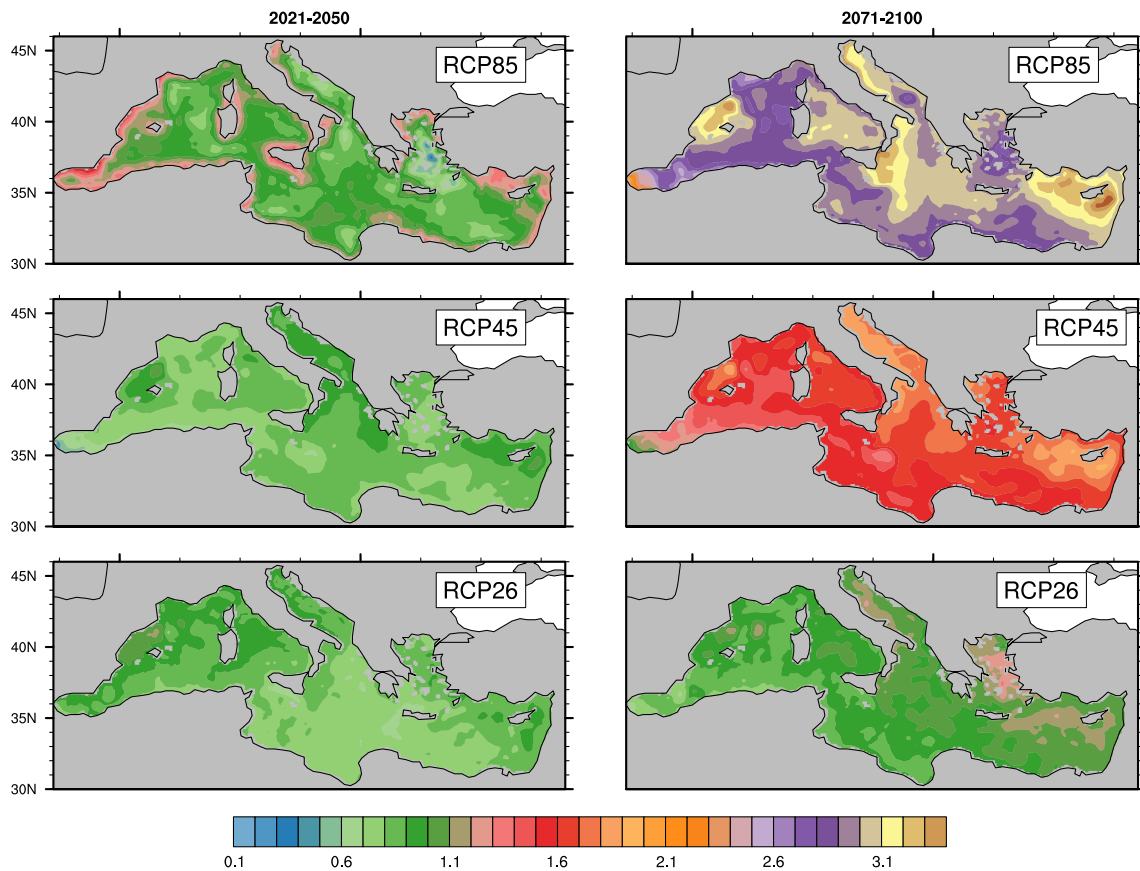 2021-2050 2071-2100
45N RCP85 RCP85
40N
35N
30N
45N RCP45 RCP45
40N
35N
30N
45N RCP26 RCP26
40N
35N
30N
0.1 0.6 1.1 1.6 2.1 2.6 3.1